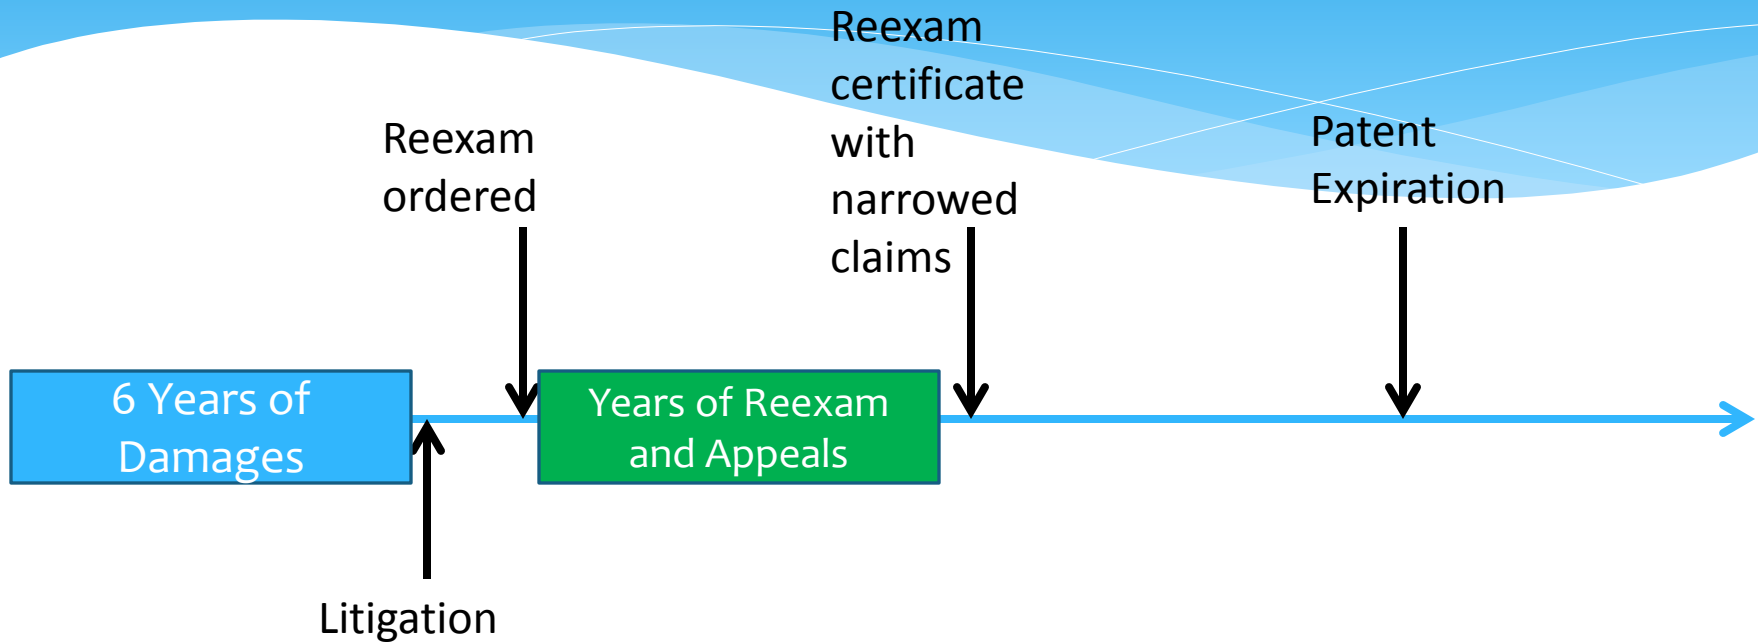 Reexam
certificate
with
narrowed
claims
Reexam
ordered
Patent
Expiration
6 Years of
Damages
Years of Reexam
and Appeals
Litigation